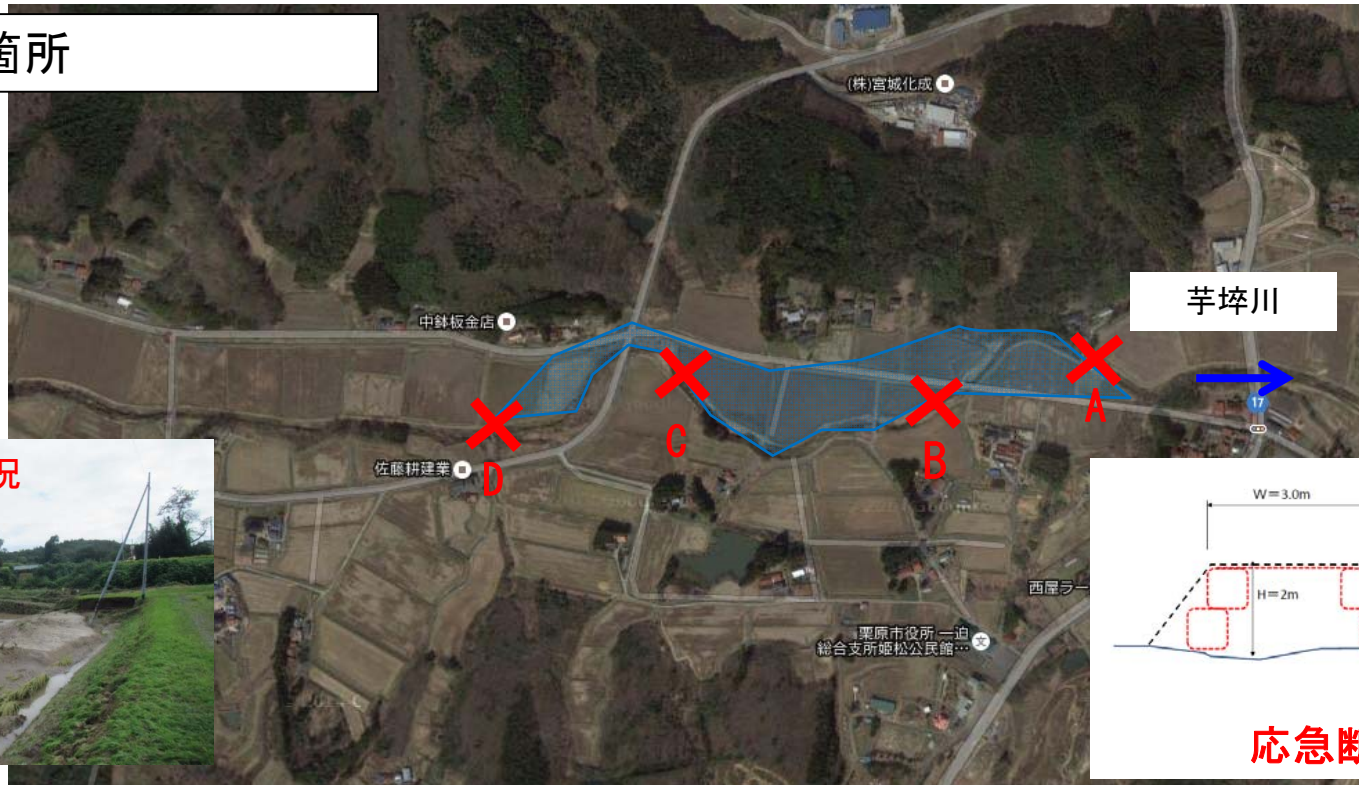 箇所
(株)宮城化成
芋埣川
中鉢板金店
17
A
C
B
佐藤耕建業
D
況
W=3.0m
H=2m
西屋ラー
栗原市役所 一迫
総合支所姫松公民館…
文
応急断